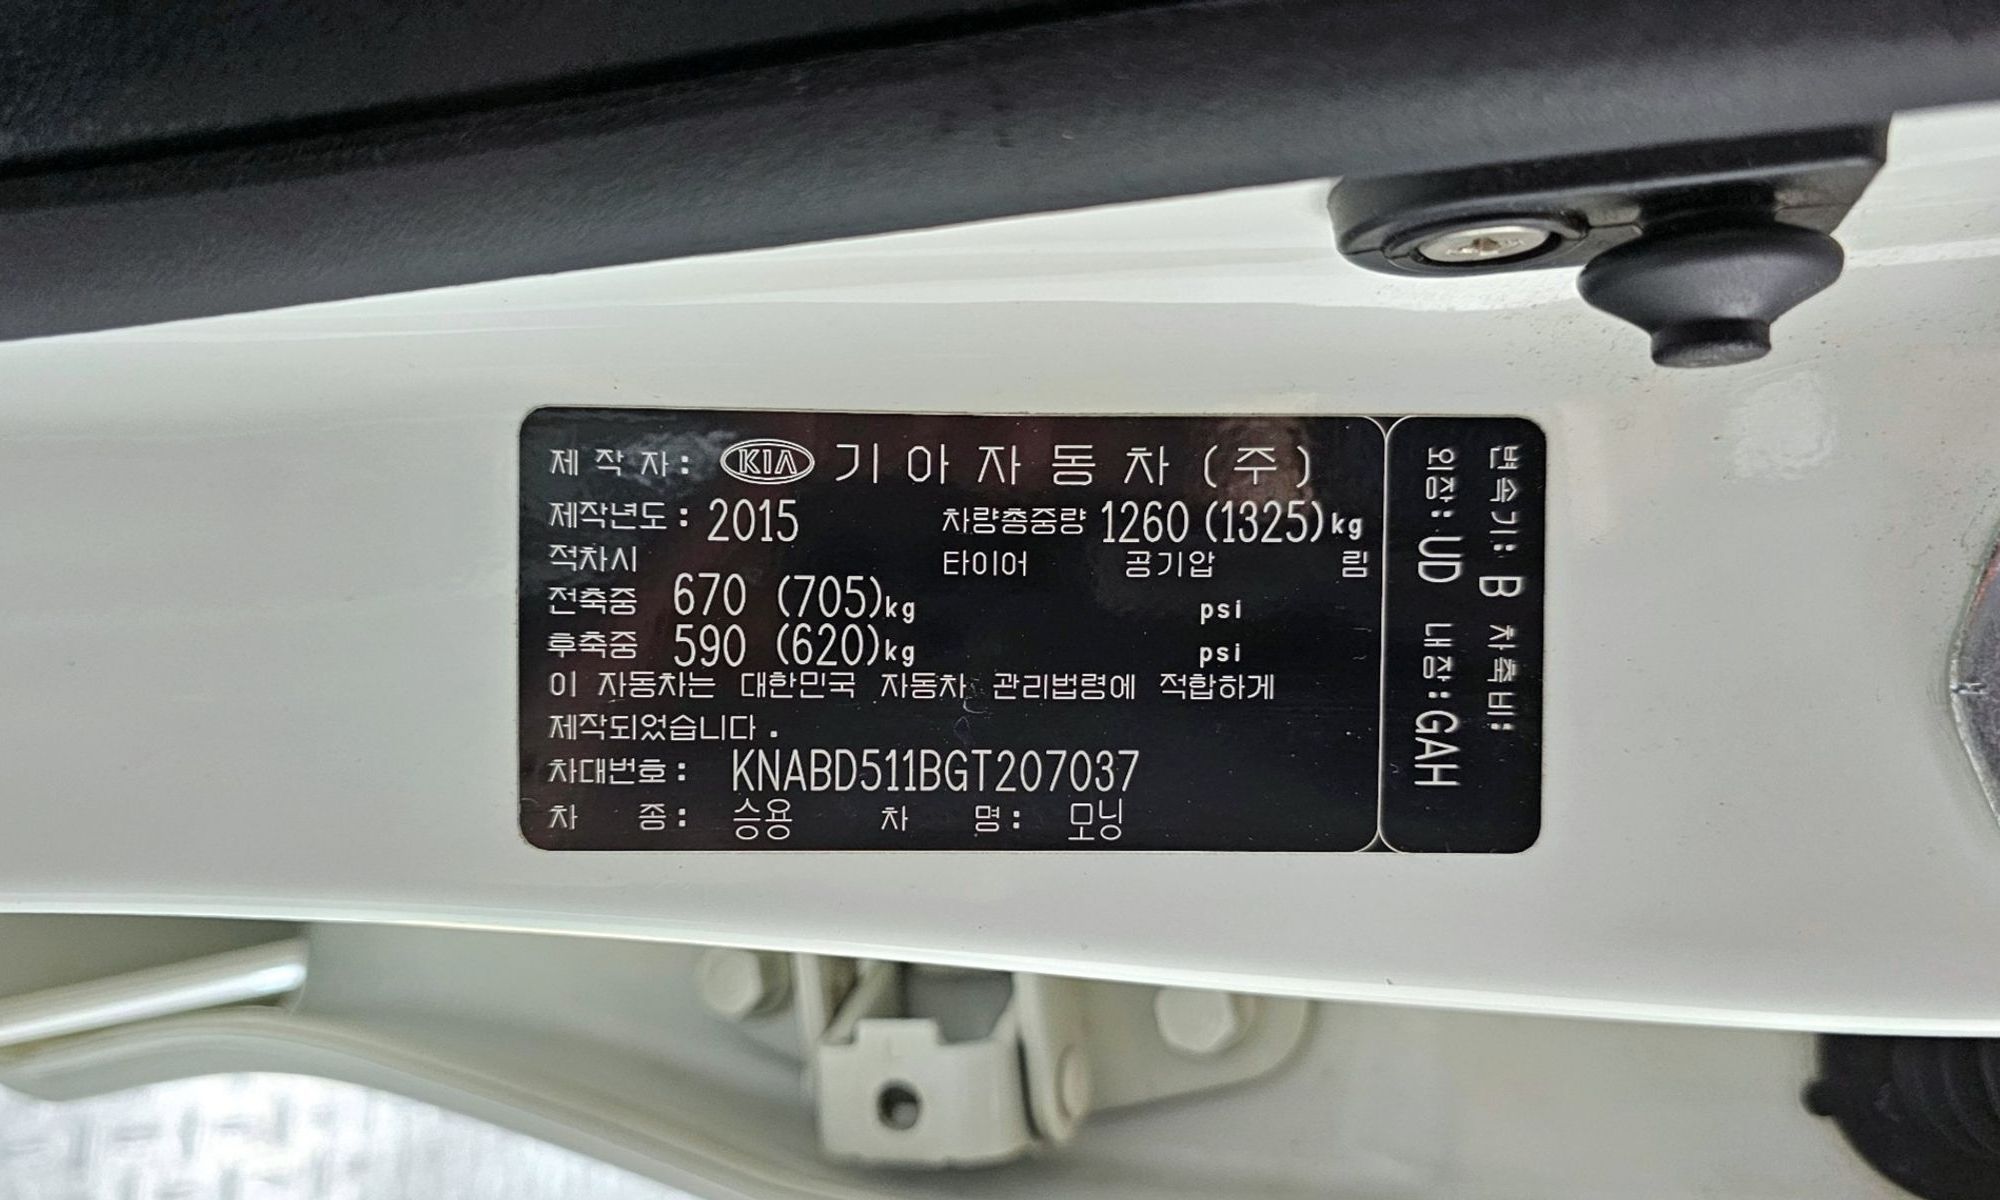 제 작 자: KIA 기 아 자 동 차 (주)
제작년도: 2015 차량총중량 1260 (1325)kg
적차시 타이어 공기압 림
전축중 670 (705)kg psi
후축중 590 (620)kg psi
이 자동차는 대한민국 자동차 관리법령에 적합하게
제작되었습니다.
차대번호: KNABD511BGT207037
차 종: 승용 차 명: 모닝
변속기: B 차축비:
외장: UD 내장: GAH